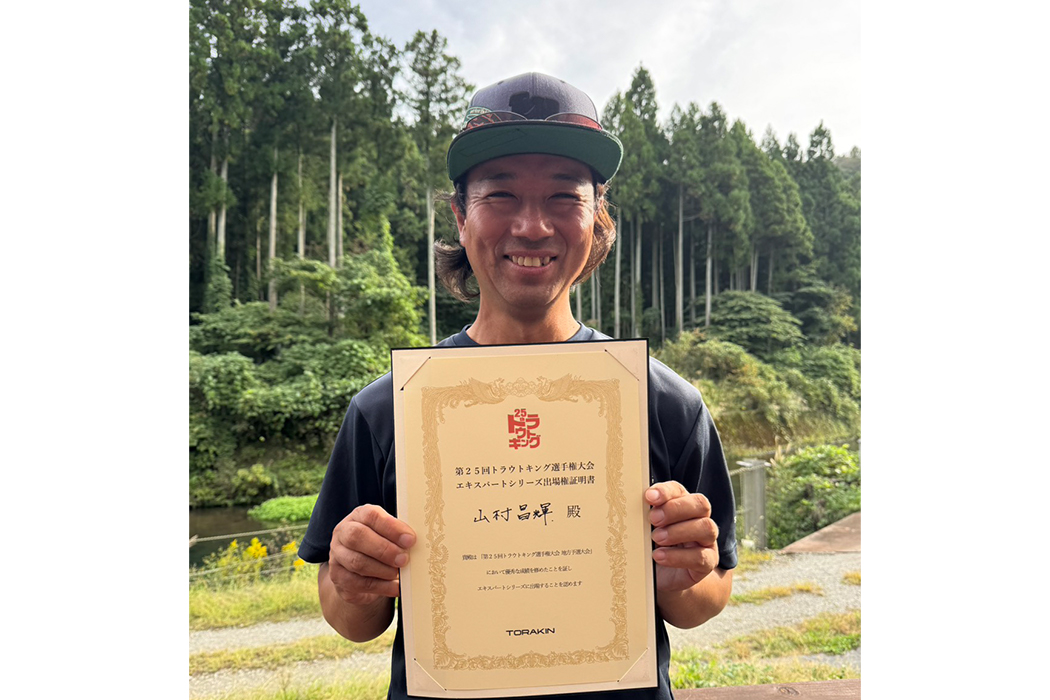 25th
トラウトキング
第25回トラウトキング選手権大会
エキスパートシリーズ出場権証明書
山村昌輝 殿
貴殿は「第25回トラウトキング選手権大会 地方予選大会」
において優秀な成績を修めたことを証し
エキスパートシリーズに出場することを認めます
TORAKIN